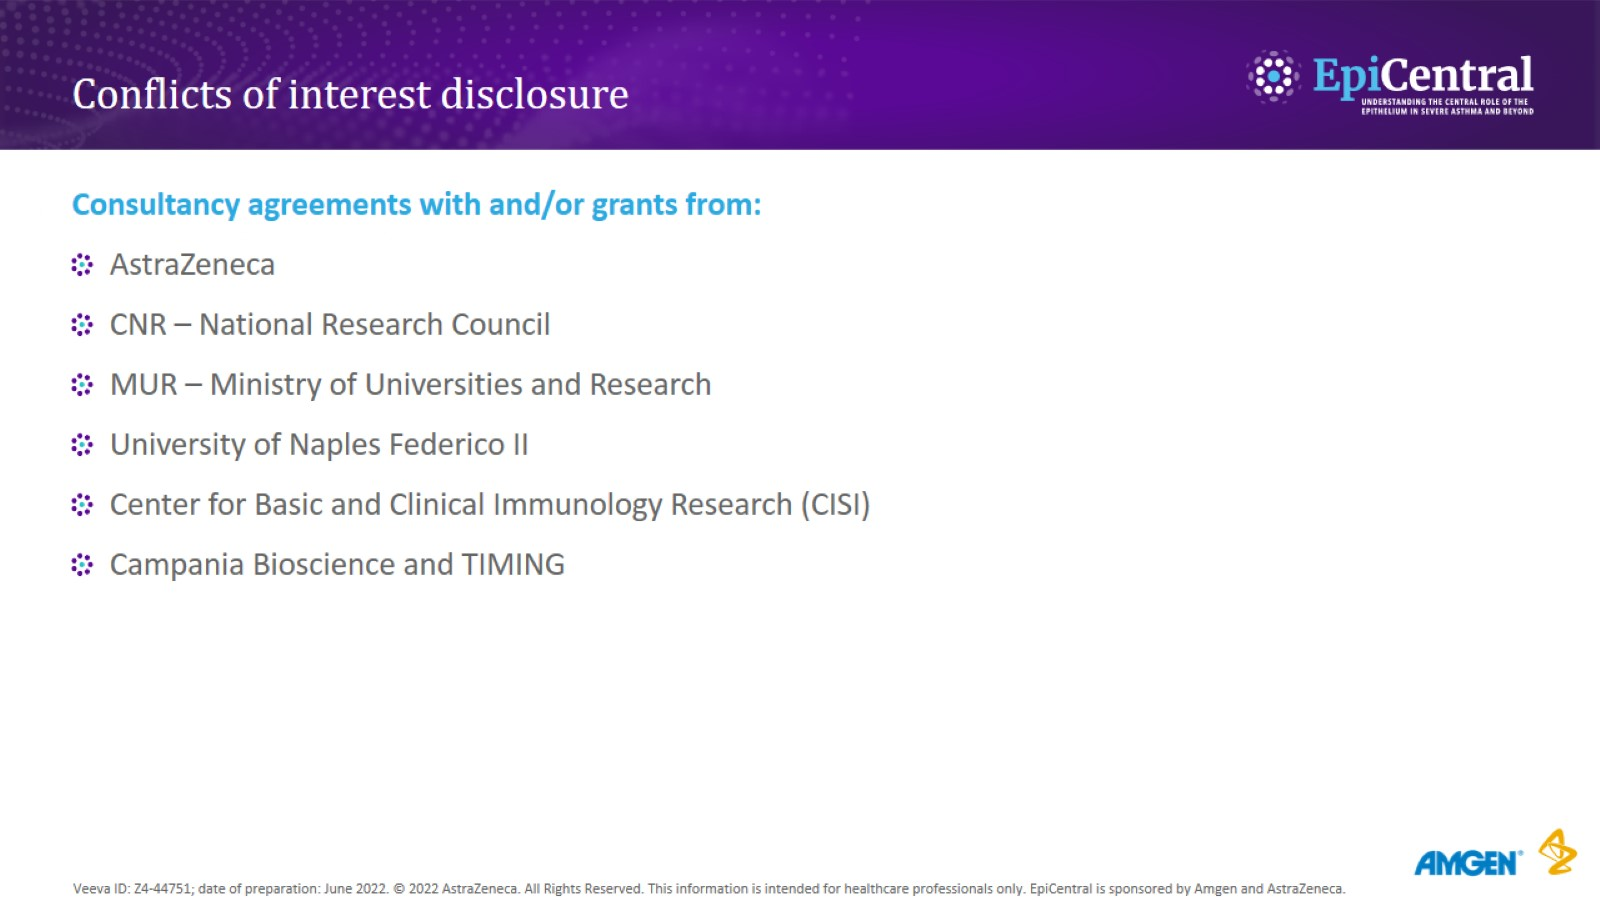 Conflicts of interest disclosure
EpiCentral
UNDERSTANDING THE CENTRAL ROLE OF THE
EPITHELIUM IN SEVERE ASTHMA AND BEYOND
Consultancy agreements with and/or grants from:
AstraZeneca
CNR – National Research Council
MUR – Ministry of Universities and Research
University of Naples Federico II
Center for Basic and Clinical Immunology Research (CISI)
Campania Bioscience and TIMING
AMGEN®
Veeva ID: Z4-44751; date of preparation: June 2022. © 2022 AstraZeneca. All Rights Reserved. This information is intended for healthcare professionals only. EpiCentral is sponsored by Amgen and AstraZeneca.